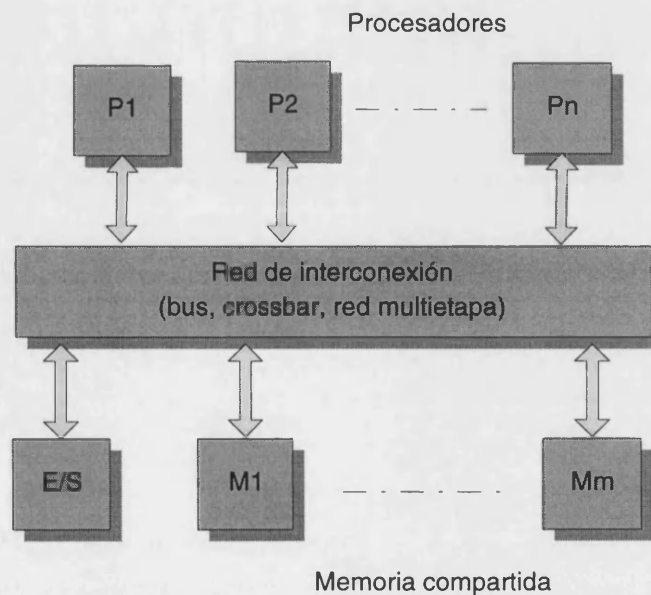 Procesadores
P1
P2
Pn
Red de interconexión
(bus, crossbar, red multietapa)
E/S
M1
Mm
Memoria compartida